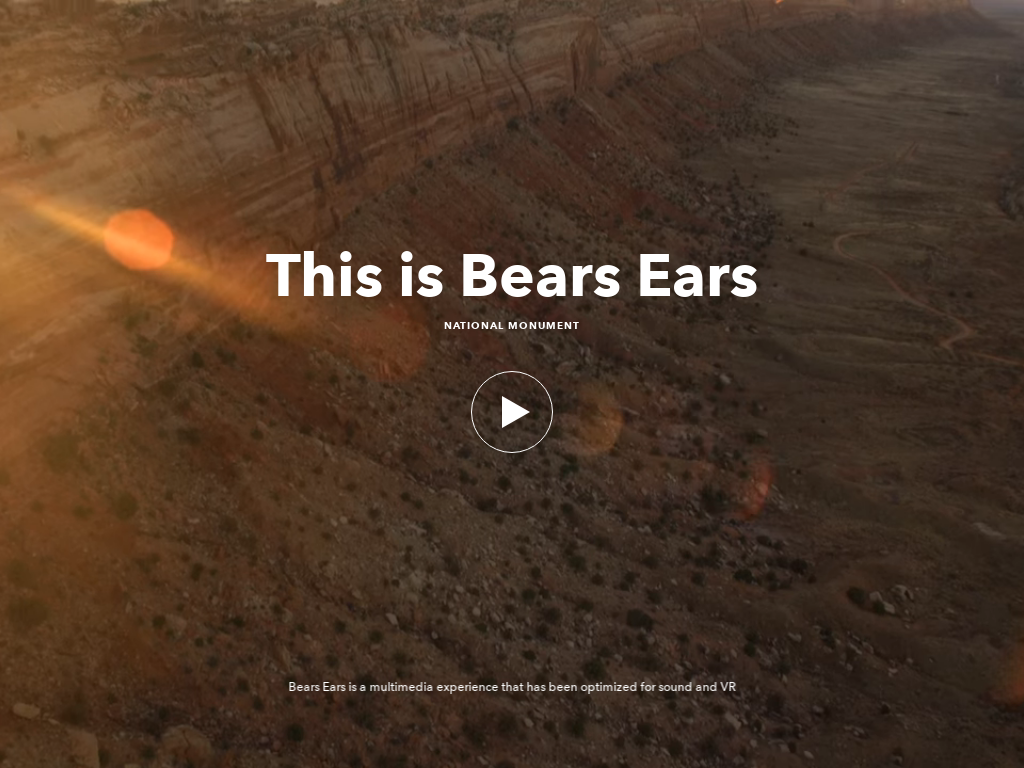 This is Bears Ears
NATIONAL MONUMENT
Bears Ears is a multimedia experience that has been optimized for sound and VR